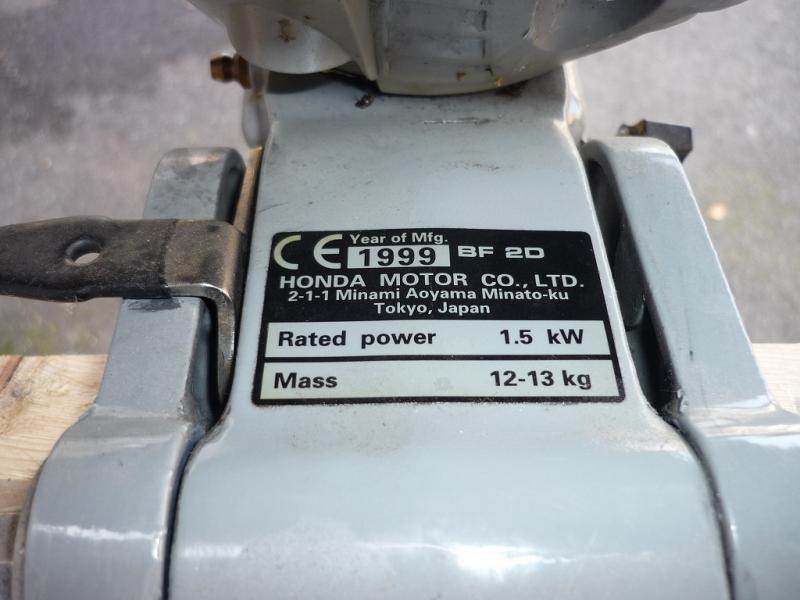 CE Year of Mfg.
1999 BF 2D
HONDA MOTOR CO., LTD.
2-1-1 Minami Aoyama Minato-ku
Tokyo, Japan
Rated power 1.5 kW
Mass 12-13 kg